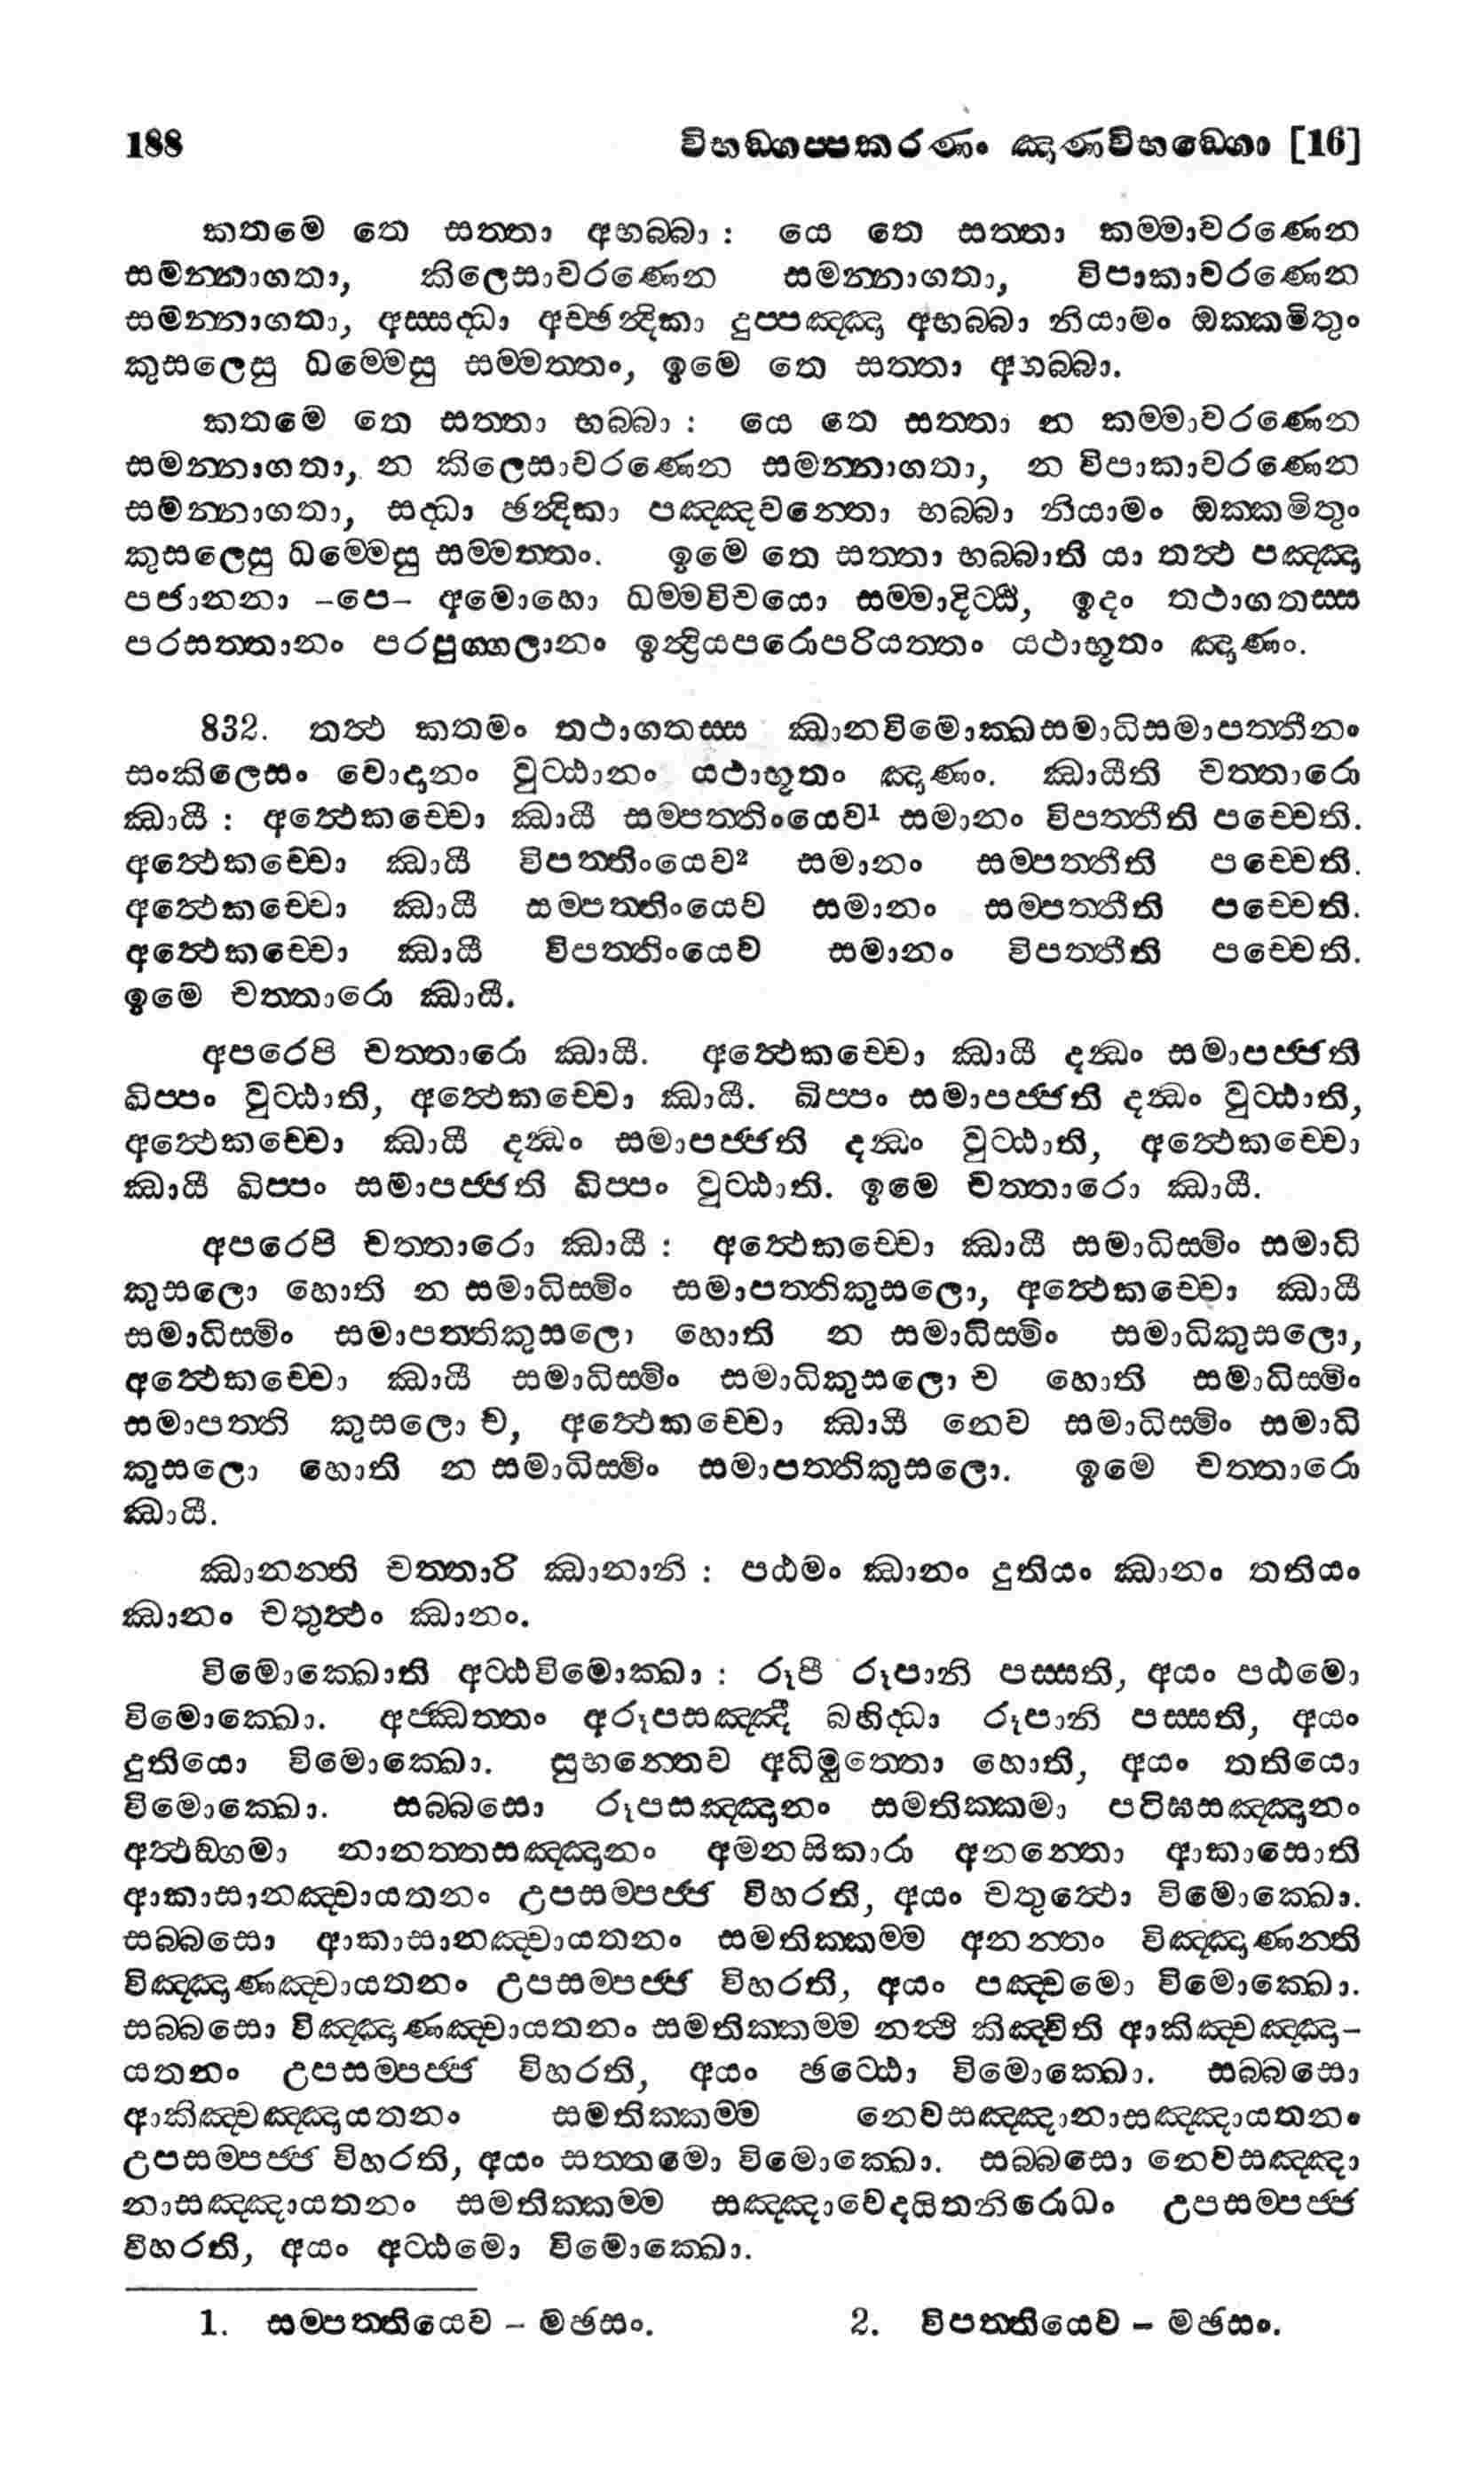 188 විභඞ්ගප්පකරණං ඤාණවිභඞ්ගො [16]
කතමෙ තෙ සත්තා අභබ්බා : යෙ තෙ සත්තා කම්මාවරණෙන
සමන්නාගතා, කිලෙසාවරණෙන සමන්නාගතා, විපාකාවරණෙන
සමන්නාගතා, අස්සද්ධා අච්ඡන්දිකා දුප්පඤ්ඤා අභබ්බා නියාමං ඔක්කමිතුං
කුසලෙසු ධම්මෙසු සම්මත්තං, ඉමෙ තෙ සත්තා අභබ්බා.
කතමෙ තෙ සත්තා භබ්බා : යෙ තෙ සත්තා න කම්මාවරණෙන
සමන්නාගතා, න කිලෙසාවරණෙන සමන්නාගතා, න විපාකාවරණෙන
සමන්නාගතා, සද්ධා ඡන්දිකා පඤ්ඤවන්තො භබ්බා නියාමං ඔක්කමිතුං
කුසලෙසු ධම්මෙසු සම්මත්තං. ඉමෙ තෙ සත්තා භබ්බාති යා තත්ථ පඤ්ඤා
පජානනා –පෙ– අමොහො ධම්මවිචයො සම්මාදිට්ඨි, ඉදං තථාගතස්ස
පරසත්තානං පරපුග්ගලානං ඉන්ද්‍රියපරොපරියත්තං යථාභූතං ඤාණං.
832. තත්ථ කතමං තථාගතස්ස ඣානවිමොක්ඛසමාධිසමාපත්තීනං
සංකිලෙසං වොදානං වුට්ඨානං යථාභූතං ඤාණං. ඣායීති චත්තාරො
ඣායී : අත්ථෙකච්චො ඣායී සම්පත්තිංයෙව¹ සමානං විපත්තීති පච්චෙති.
අත්ථෙකච්චො ඣායී විපත්තිංයෙව² සමානං සම්පත්තීති පච්චෙති.
අත්ථෙකච්චො ඣායී සම්පත්තිංයෙව සමානං සම්පත්තීති පච්චෙති.
අත්ථෙකච්චො ඣායී විපත්තිංයෙව සමානං විපත්තීති පච්චෙති.
ඉමෙ චත්තාරො ඣායී.
අපරෙපි චත්තාරො ඣායී. අත්ථෙකච්චො ඣායී දන්ධං සමාපජ්ජති
ඛිප්පං වුට්ඨාති, අත්ථෙකච්චො ඣායී. ඛිප්පං සමාපජ්ජති දන්ධං වුට්ඨාති,
අත්ථෙකච්චො ඣායී දන්ධං සමාපජ්ජති දන්ධං වුට්ඨාති, අත්ථෙකච්චො
ඣායී ඛිප්පං සමාපජ්ජති ඛිප්පං වුට්ඨාති. ඉමෙ චත්තාරො ඣායී.
අපරෙපි චත්තාරො ඣායී : අත්ථෙකච්චො ඣායී සමාධිස්මිං සමාධි
කුසලො හොති න සමාධිස්මිං සමාපත්තිකුසලො, අත්ථෙකච්චො ඣායී
සමාධිස්මිං සමාපත්තිකුසලො හොති න සමාධිස්මිං සමාධිකුසලො,
අත්ථෙකච්චො ඣායී සමාධිස්මිං සමාධිකුසලො ච හොති සමාධිස්මිං
සමාපත්ති කුසලො ච, අත්ථෙකච්චො ඣායී නෙව සමාධිස්මිං සමාධි
කුසලො හොති න සමාධිස්මිං සමාපත්තිකුසලො. ඉමෙ චත්තාරො
ඣායී.
ඣානන්ති චත්තාරි ඣානානි : පඨමං ඣානං දුතියං ඣානං තතියං
ඣානං චතුත්ථං ඣානං.
විමොක්ඛොති අට්ඨවිමොක්ඛා : රූපී රූපානි පස්සති, අයං පඨමො
විමොක්ඛො. අජ්ඣත්තං අරූපසඤ්ඤී බහිද්ධා රූපානි පස්සති, අයං
දුතියො විමොක්ඛො. සුභන්තෙව අධිමුත්තො හොති, අයං තතියො
විමොක්ඛො. සබ්බසො රූපසඤ්ඤානං සමතික්කමා පටිඝසඤ්ඤානං
අත්ථඞ්ගමා නානත්තසඤ්ඤානං අමනසිකාරා අනන්තො ආකාසොති
ආකාසානඤ්චායතනං උපසම්පජ්ජ විහරති, අයං චතුත්ථො විමොක්ඛො.
සබ්බසො ආකාසානඤ්චායතනං සමතික්කම්ම අනන්තං විඤ්ඤාණන්ති
විඤ්ඤාණඤ්චායතනං උපසම්පජ්ජ විහරති, අයං පඤ්චමො විමොක්ඛො.
සබ්බසො විඤ්ඤාණඤ්චායතනං සමතික්කම්ම නත්ථි කිඤ්චිති ආකිඤ්චඤ්ඤා–
යතනං උපසම්පජ්ජ විහරති, අයං ඡට්ඨො විමොක්ඛො. සබ්බසො
ආකිඤ්චඤ්ඤායතනං සමතික්කම්ම නෙවසඤ්ඤානාසඤ්ඤායතනං
උපසම්පජ්ජ විහරති, අයං සත්තමො විමොක්ඛො. සබ්බසො නෙවසඤ්ඤා
නාසඤ්ඤායතනං සමතික්කම්ම සඤ්ඤාවෙදයිතනිරොධං උපසම්පජ්ජ
විහරති, අයං අට්ඨමො විමොක්ඛො.
1. සම්පත්තියෙව – මඡසං. 2. විපත්තියෙව – මඡසං.